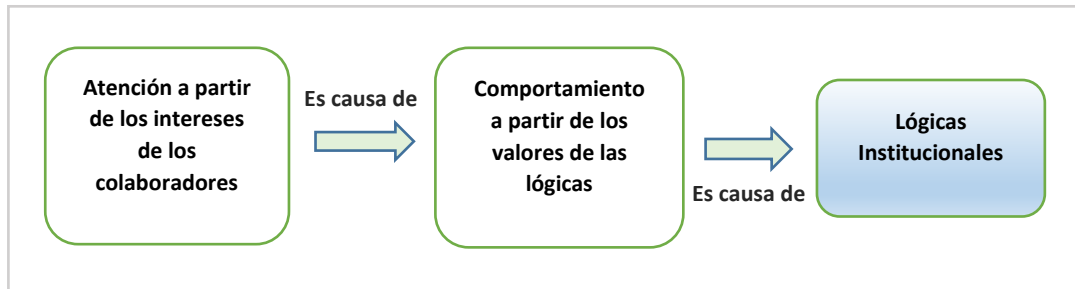 Atención a partir
de los intereses
de los
colaboradores
Es causa de
Comportamiento
a partir de los
valores de las
lógicas
Es causa de
Lógicas
Institucionales